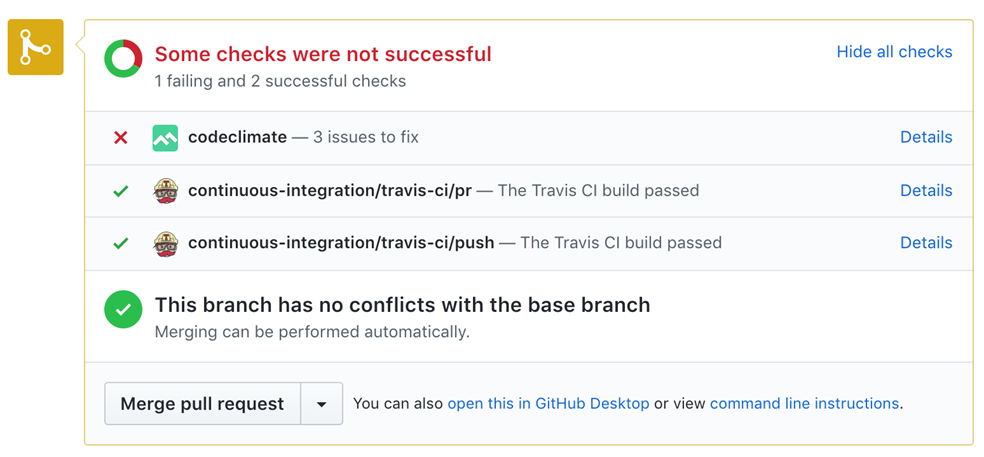 Some checks were not successful
Hide all checks
1 failing and 2 successful checks
codeclimate — 3 issues to fix
Details
continuous-integration/travis-ci/pr — The Travis CI build passed
Details
continuous-integration/travis-ci/push — The Travis CI build passed
Details
This branch has no conflicts with the base branch
Merging can be performed automatically.
Merge pull request
You can also open this in GitHub Desktop or view command line instructions.